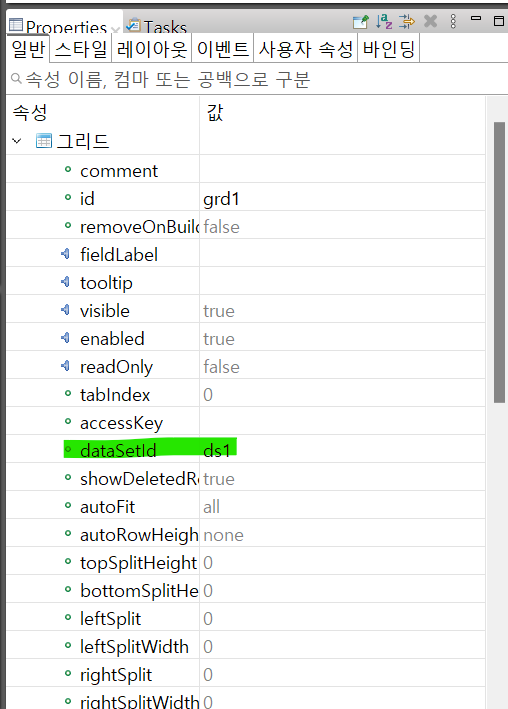 Properties Tasks
일반 스타일 레이아웃 이벤트 사용자 속성 바인딩
속성 이름, 컴마 또는 공백으로 구분
속성 값
그리드
comment
id grd1
removeOnBuild false
fieldLabel
tooltip
visible true
enabled true
readOnly false
tabIndex 0
accessKey
dataSetId ds1
showDeletedRo true
autoFit all
autoRowHeigh none
topSplitHeight 0
bottomSplitHe 0
leftSplit 0
leftSplitWidth 0
rightSplit 0
rightSplitWidth 0